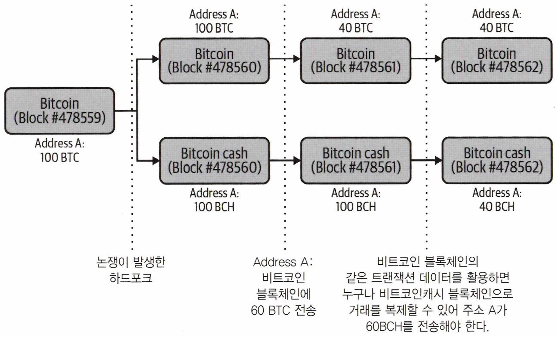 Address A:
100 BTC
Address A:
40 BTC
Address A:
40 BTC
Bitcoin
(Block #478560)
Bitcoin
(Block #478561)
Bitcoin
(Block #478562)
Bitcoin
(Block #478559)
Address A:
100 BTC
Bitcoin cash
(Block #478560)
Bitcoin cash
(Block #478561)
Bitcoin cash
(Block #478562)
Address A:
100 BCH
Address A:
100 BCH
Address A:
40 BCH
논쟁이 발생한
하드포크
Address A:
비트코인
블록체인에
60 BTC 전송
비트코인 블록체인의
같은 트랜잭션 데이터를 활용하면
누구나 비트코인캐시 블록체인으로
거래를 복제할 수 있어 주소 A가
60BCH를 전송해야 한다.